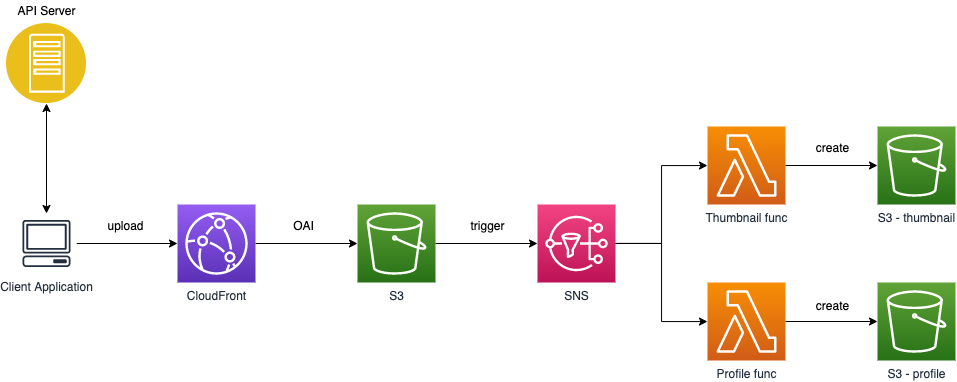 API Server
create
create
Thumbnail func
S3 - thumbnail
upload
OAI
trigger
Client Application
CloudFront
S3
SNS
create
Profile func
S3 - profile